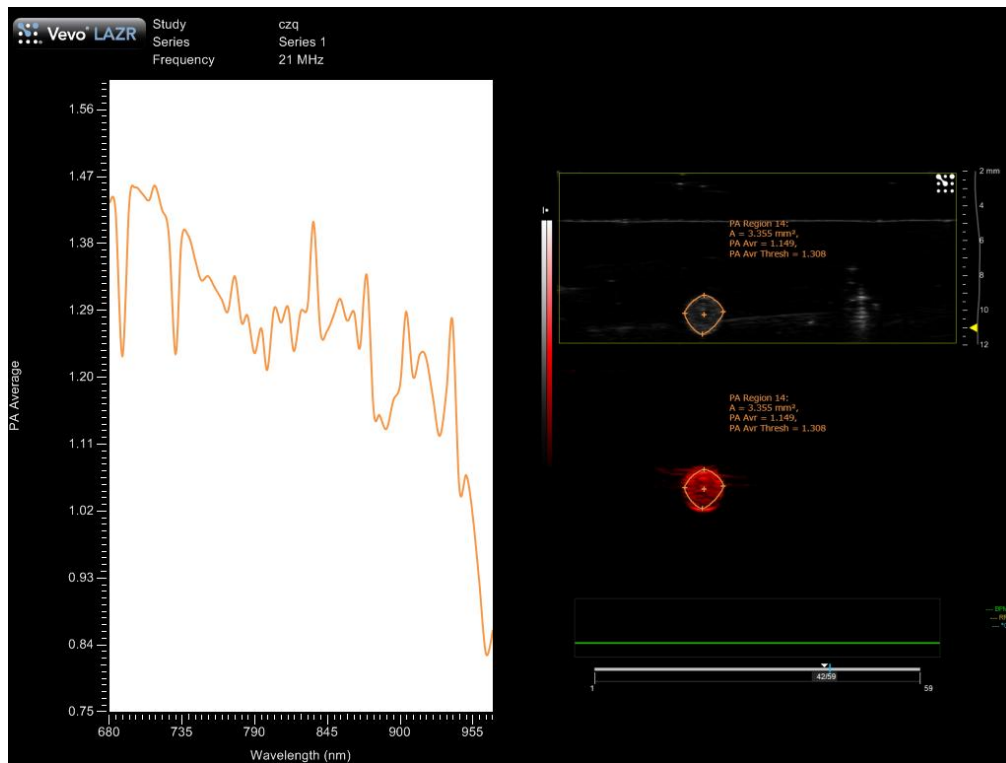 Vevo® LAZR
Study czq
Series Series 1
Frequency 21 MHz
1.56
1.47
1.38
1.29
1.20
1.11
1.02
0.93
0.84
0.75
PA Average
680 735 790 845 900 955
Wavelength (nm)
2 mm
4
6
8
10
12
PA Region 14:
A = 3.355 mm²,
PA Avr = 1.149,
PA Avr Thresh = 1.308
PA Region 14:
A = 3.355 mm²,
PA Avr = 1.149,
PA Avr Thresh = 1.308
42/59
1 59